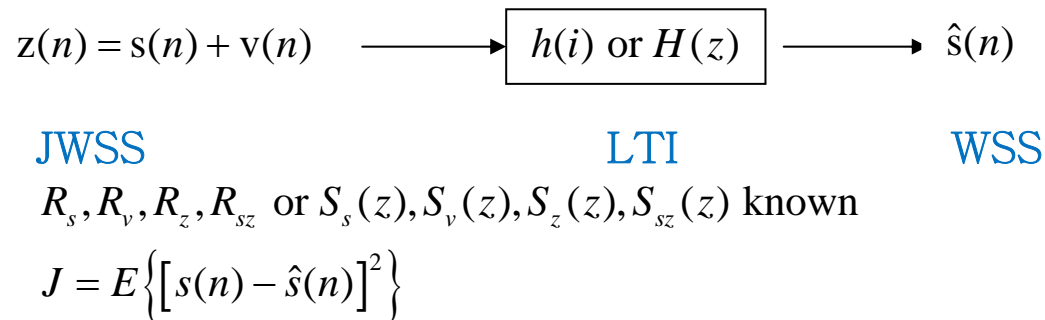 z(n) = s(n) + v(n) h(i) or H(z) ŝ(n)
JWSS LTI WSS
R_s, R_v, R_z, R_sz or S_s(z), S_v(z), S_z(z), S_sz(z) known
J = E{[s(n) − ŝ(n)]²}